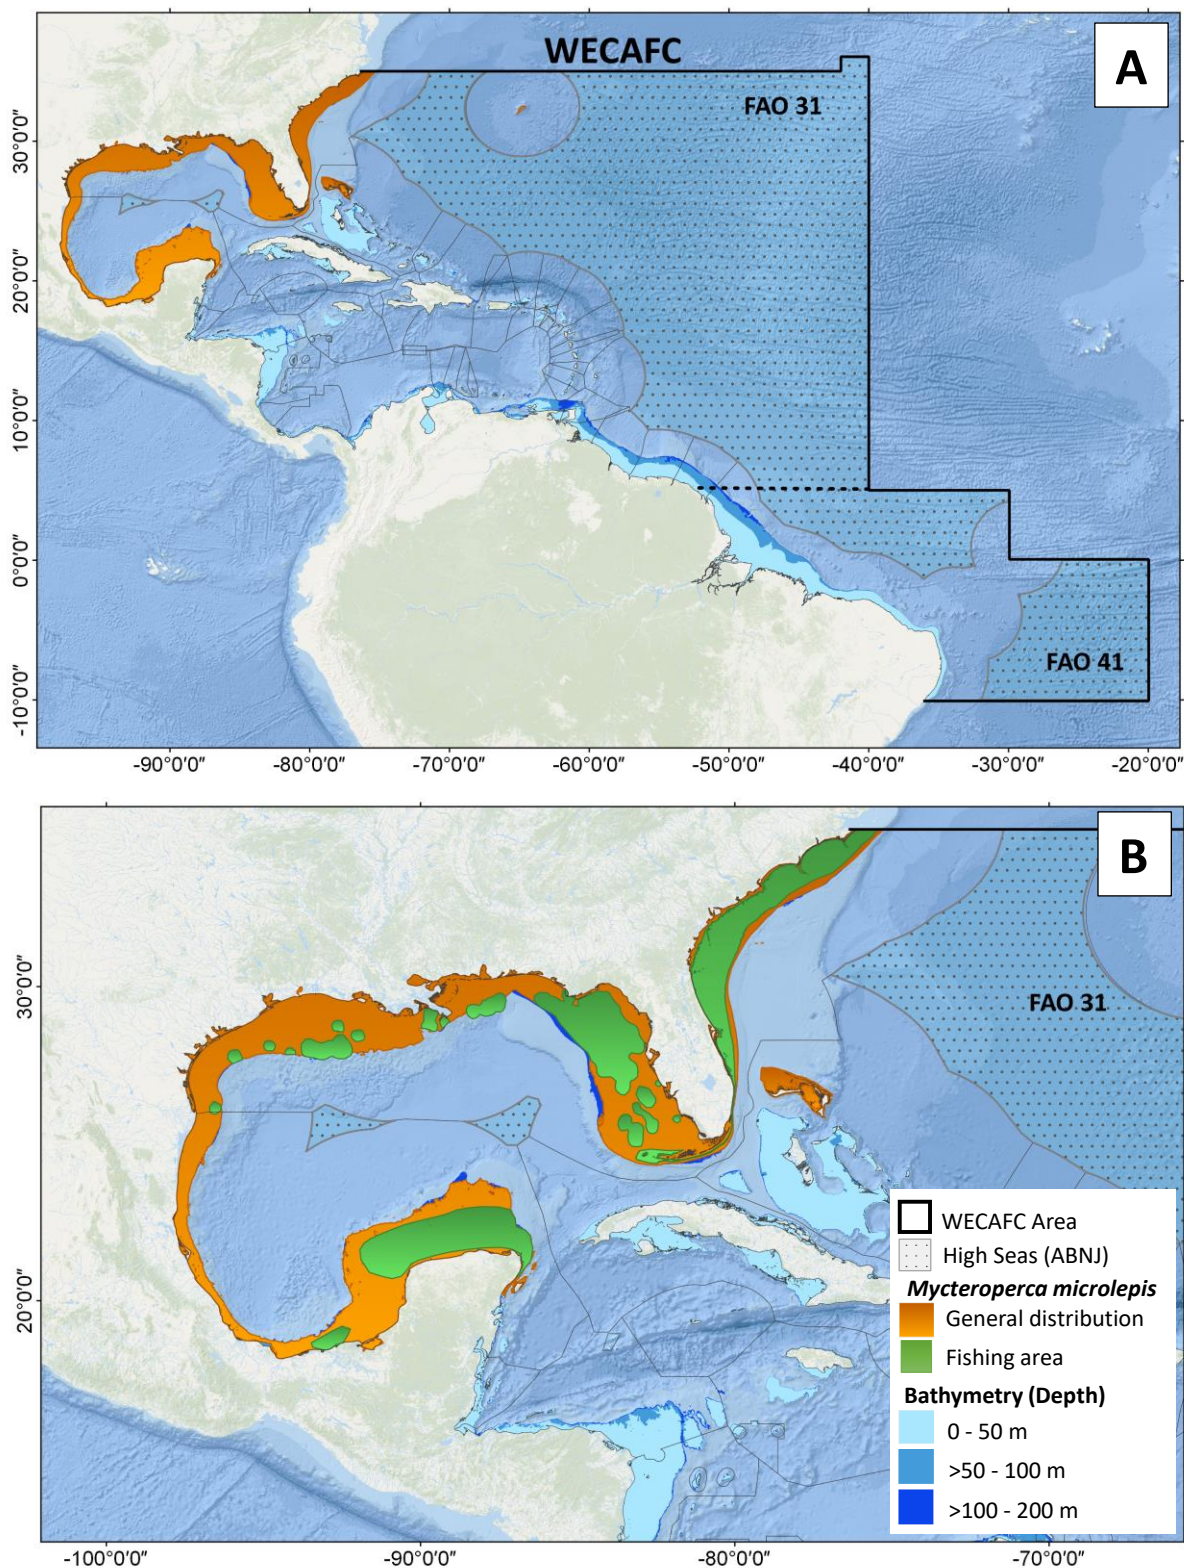 WECAFC
A
FAO 31
FAO 41
30°0'0"
20°0'0"
10°0'0"
0°0'0"
-10°0'0"
-90°0'0"
-80°0'0"
-70°0'0"
-60°0'0"
-50°0'0"
-40°0'0"
-30°0'0"
-20°0'0"
B
FAO 31
30°0'0"
20°0'0"
WECAFC Area
High Seas (ABNJ)
Mycteroperca microlepis
General distribution
Fishing area
Bathymetry (Depth)
0 - 50 m
>50 - 100 m
>100 - 200 m
-100°0'0"
-90°0'0"
-80°0'0"
-70°0'0"